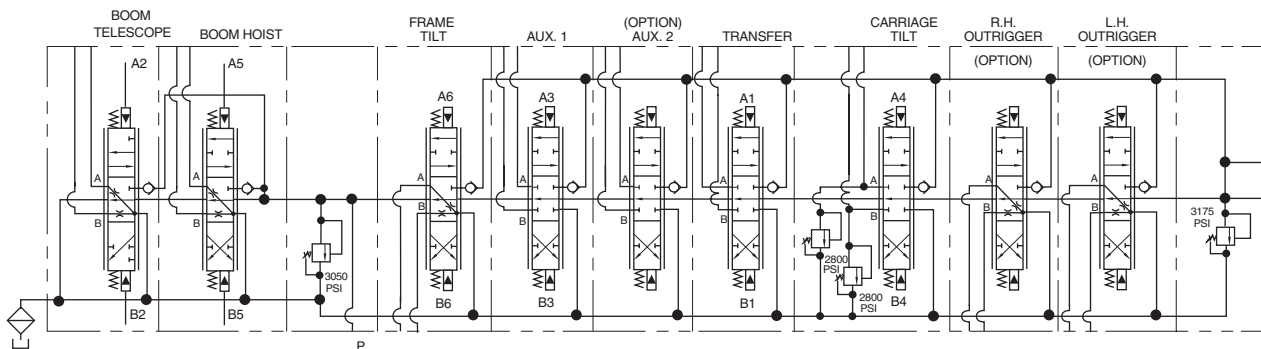 BOOM
TELESCOPE
BOOM HOIST
FRAME
TILT
AUX. 1
(OPTION)
AUX. 2
TRANSFER
CARRIAGE
TILT
R.H.
OUTRIGGER
(OPTION)
L.H.
OUTRIGGER
(OPTION)
A2
A5
A6
A3
A1
A4
A
B
A
B
A
B
A
B
A
B
A
B
A
B
A
B
A
B
3050
PSI
2800
PSI
2800
PSI
3175
PSI
B2
B5
B6
B3
B1
B4
P